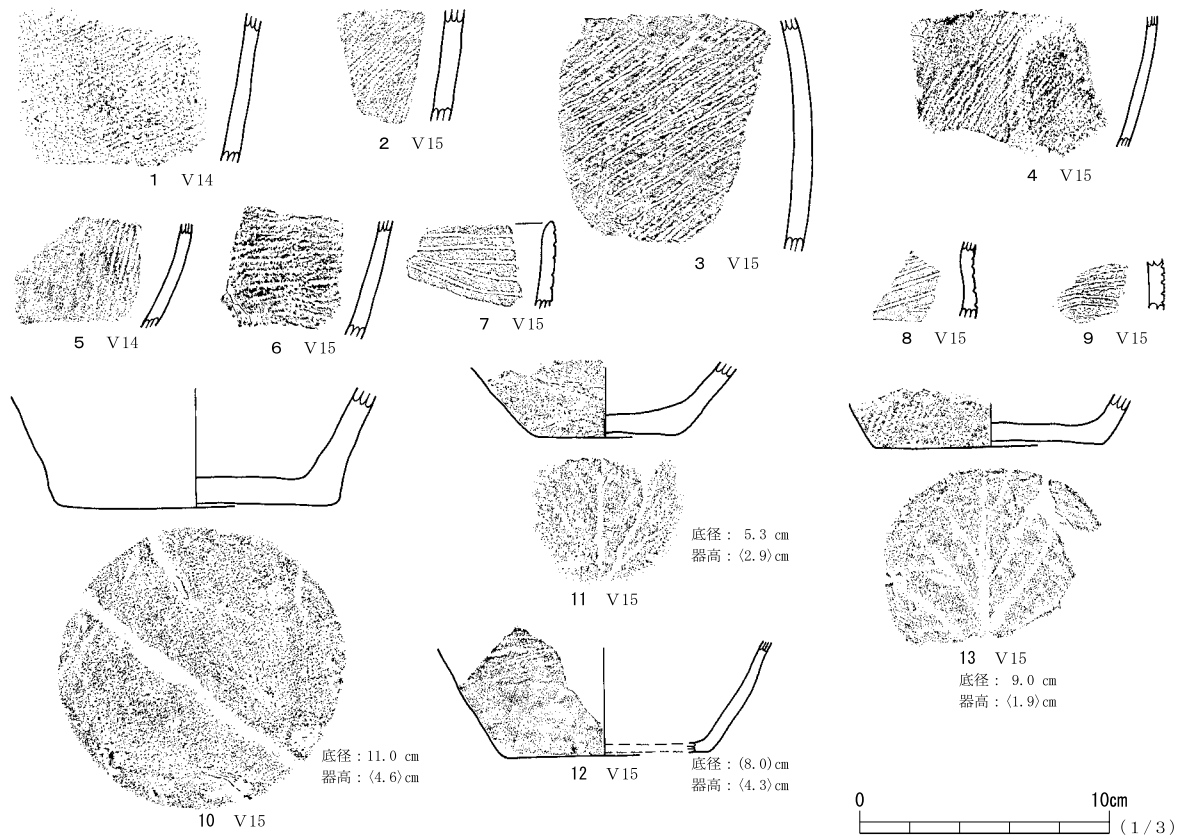 1 V14
2 V15
3 V15
4 V15
5 V14
6 V15
7 V15
8 V15
9 V15
底径：11.0 cm
器高：〈4.6〉cm
10 V15
底径：5.3 cm
器高：〈2.9〉cm
11 V15
12 V15
底径：(8.0)cm
器高：〈4.3〉cm
13 V15
底径：9.0 cm
器高：〈1.9〉cm
0 10cm
(1/3)